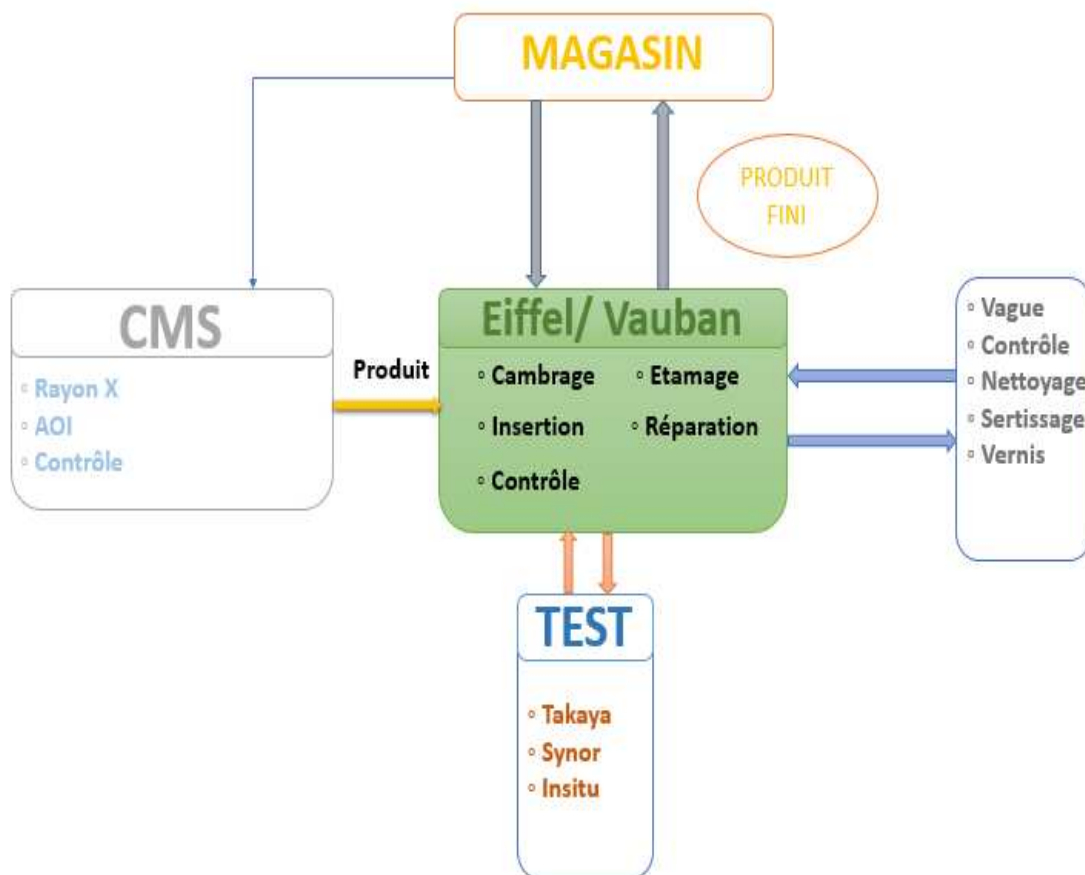 MAGASIN
PRODUIT
FINI
CMS
◦ Rayon X
◦ AOI
◦ Contrôle
Produit
Eiffel/ Vauban
◦ Cambrage ◦ Etamage
◦ Insertion ◦ Réparation
◦ Contrôle
◦ Vague
◦ Contrôle
◦ Nettoyage
◦ Sertissage
◦ Vernis
TEST
◦ Takaya
◦ Synor
◦ Insitu